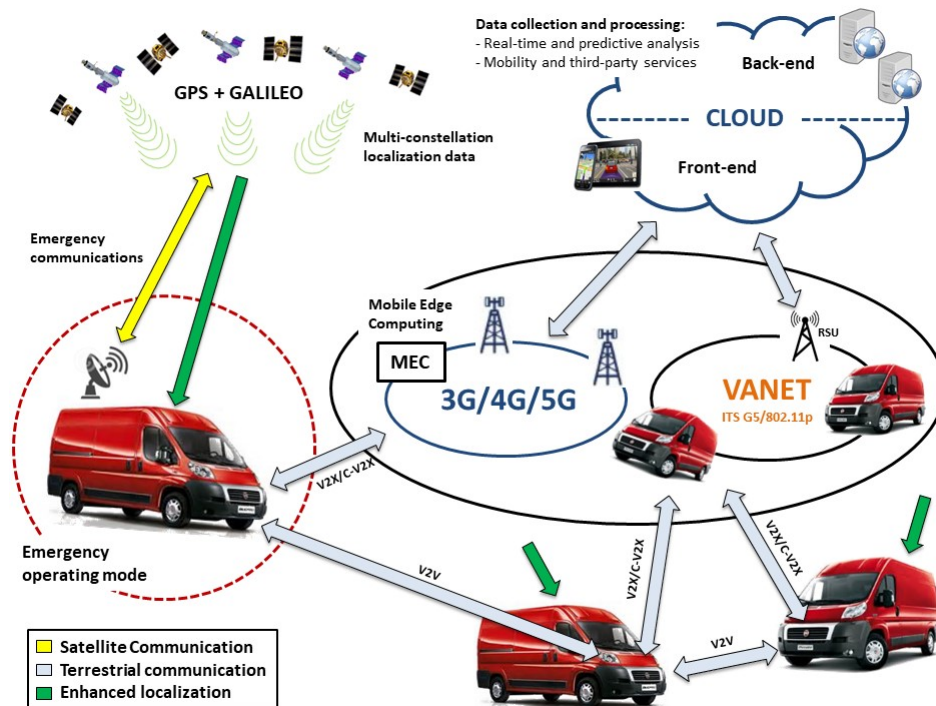 Data collection and processing:
- Real-time and predictive analysis
- Mobility and third-party services
Back-end
GPS + GALILEO
CLOUD
Multi-constellation
localization data
Front-end
Emergency
communications
Mobile Edge
Computing
MEC
RSU
3G/4G/5G
VANET
ITS G5/802.11p
V2X/C-V2X
Emergency
operating mode
V2V
V2X/C-V2X
V2X/C-V2X
V2V
Satellite Communication
Terrestrial communication
Enhanced localization